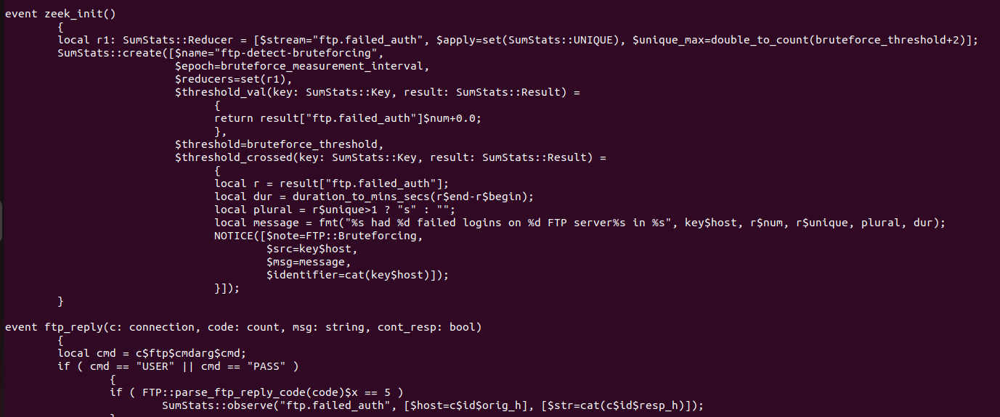 event zeek_init()
{
local r1: SumStats::Reducer = [$stream="ftp.failed_auth", $apply=set(SumStats::UNIQUE), $unique_max=double_to_count(bruteforce_threshold+2)];
SumStats::create([$name="ftp-detect-bruteforcing",
$epoch=bruteforce_measurement_interval,
$reducers=set(r1),
$threshold_val(key: SumStats::Key, result: SumStats::Result) =
{
return result["ftp.failed_auth"]$num+0.0;
},
$threshold=bruteforce_threshold,
$threshold_crossed(key: SumStats::Key, result: SumStats::Result) =
{
local r = result["ftp.failed_auth"];
local dur = duration_to_mins_secs(r$end-r$begin);
local plural = r$unique>1 ? "s" : "";
local message = fmt("%s had %d failed logins on %d FTP server%s in %s", key$host, r$num, r$unique, plural, dur);
NOTICE([$note=FTP::Bruteforcing,
$src=key$host,
$msg=message,
$identifier=cat(key$host)]);
}]);
}
event ftp_reply(c: connection, code: count, msg: string, cont_resp: bool)
{
local cmd = c$ftp$cmdarg$cmd;
if ( cmd == "USER" || cmd == "PASS" )
{
if ( FTP::parse_ftp_reply_code(code)$x == 5 )
SumStats::observe("ftp.failed_auth", [$host=c$id$orig_h], [$str=cat(c$id$resp_h)]);